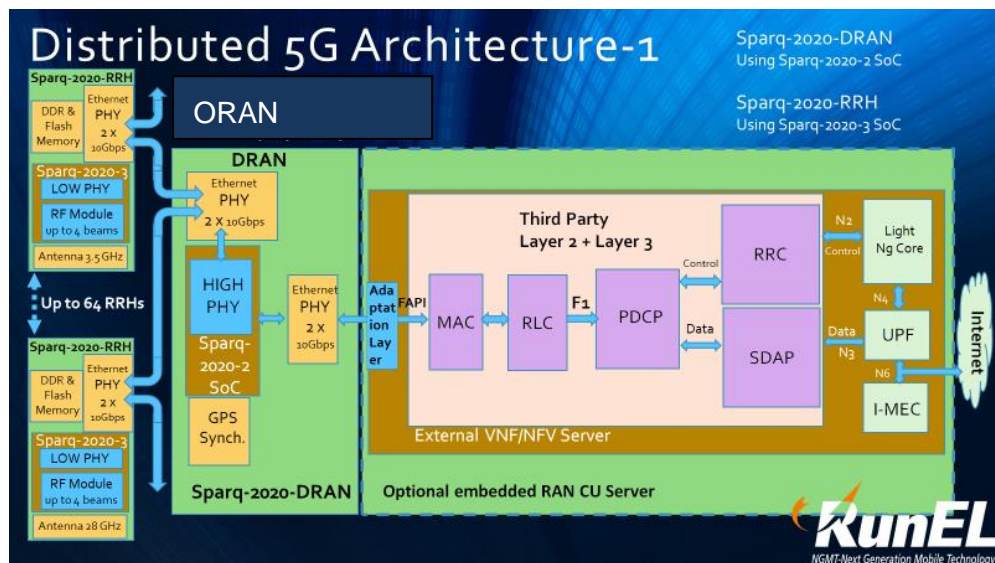 Distributed 5G Architecture-1
Sparq-2020-DRAN
Using Sparq-2020-2 SoC
Sparq-2020-RRH
Using Sparq-2020-3 SoC
Sparq-2020-RRH
DDR &
Flash
Memory
Ethernet
PHY
2 x
10Gbps
Sparq-2020-3
LOW PHY
RF Module
up to 4 beams
Antenna 3.5 GHz
Up to 64 RRHs
Sparq-2020-RRH
DDR &
Flash
Memory
Ethernet
PHY
2 x
10Gbps
Sparq-2020-3
LOW PHY
RF Module
up to 4 beams
Antenna 28 GHz
ORAN
DRAN
Ethernet
PHY
2 x 10Gbps
HIGH
PHY
Sparq-
2020-2
SoC
GPS
Synch.
Ethernet
PHY
2 x
10Gbps
Sparq-2020-DRAN
Adaptation Layer
Ada
ptat
ion
Lay
er
FAPI
Third Party
Layer 2 + Layer 3
MAC
RLC
F1
PDCP
Control
Data
RRC
SDAP
N2
Control
Data
N3
Light
Ng Core
N4
UPF
N6
I-MEC
Internet
External VNF/NFV Server
Optional embedded RAN CU Server
RunEL
NGMT-Next Generation Mobile Technology